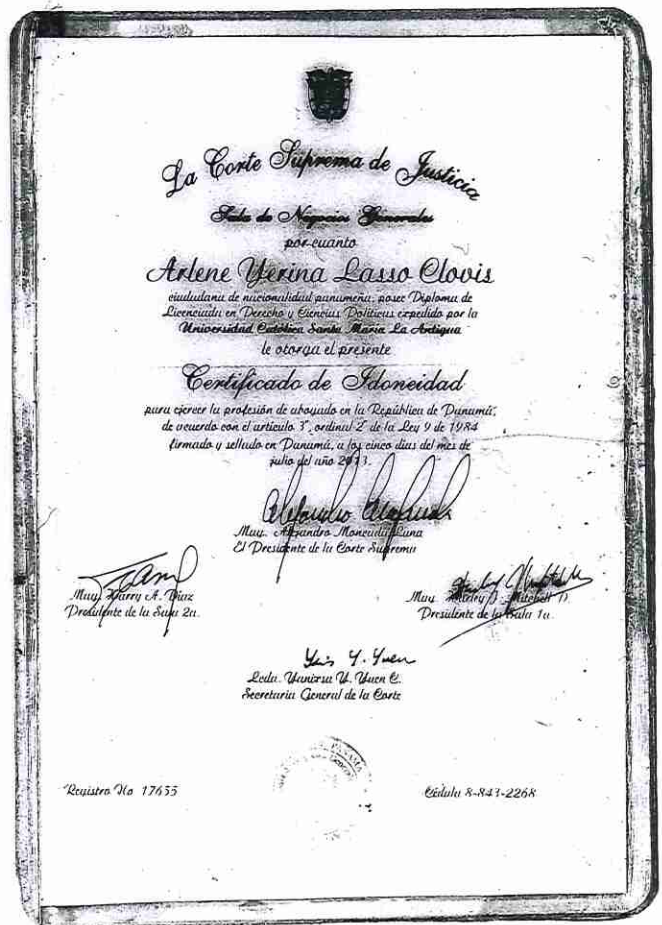 La Corte Suprema de Justicia
Sala de Negocios Generales
por cuanto
Arlene Yerina Lasso Clovis
ciudadana de nacionalidad panameña, posee Diploma de
Licenciada en Derecho y Ciencias Políticas expedido por la
Universidad Católica Santa María La Antigua
le otorga el presente
Certificado de Idoneidad
para ejercer la profesión de abogado en la República de Panamá,
de acuerdo con el artículo 3°, ordinal 2° de la Ley 9 de 1984
firmado y sellado en Panamá, a los cinco días del mes de
julio del año 2013.
Mag. Alejandro Moncada Luna
El Presidente de la Corte Suprema
Mag. Harry A. Díaz
Presidente de la Sala 2a.
Mag. Mitchell D.
Presidente de la Sala 1a.
Yuen
Lcda. Yanixsa Y. Yuen C.
Secretaria General de la Corte
PANAMA
Registro No 17655
Cédula 8-843-2268